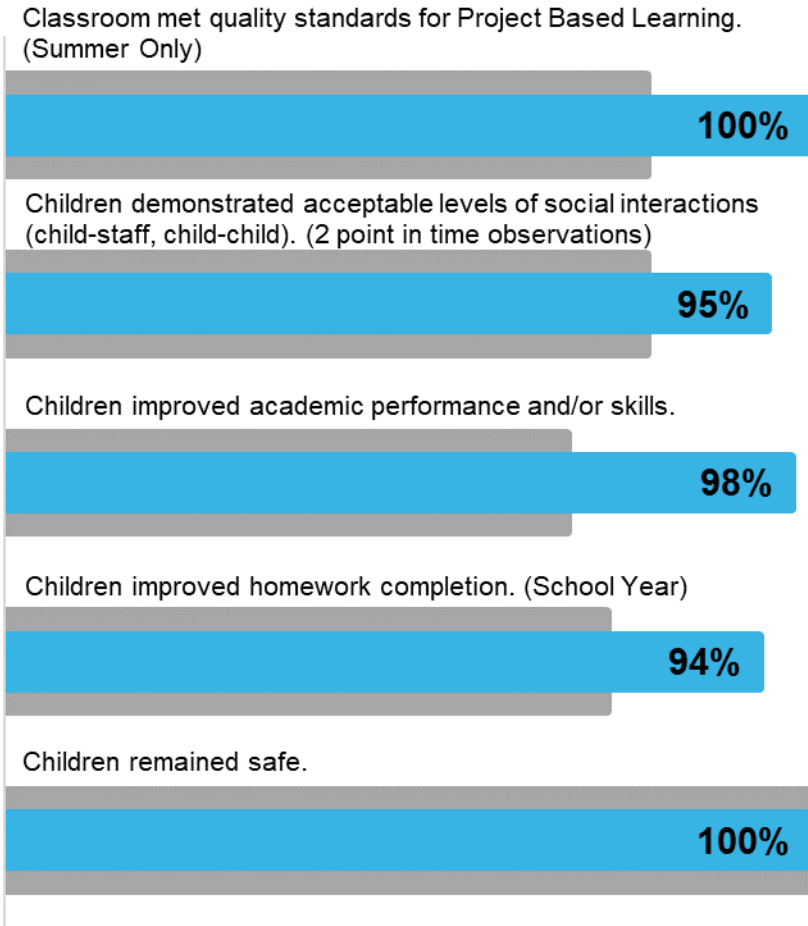 Classroom met quality standards for Project Based Learning.
(Summer Only)
100%
Children demonstrated acceptable levels of social interactions
(child-staff, child-child). (2 point in time observations)
95%
Children improved academic performance and/or skills.
98%
Children improved homework completion. (School Year)
94%
Children remained safe.
100%